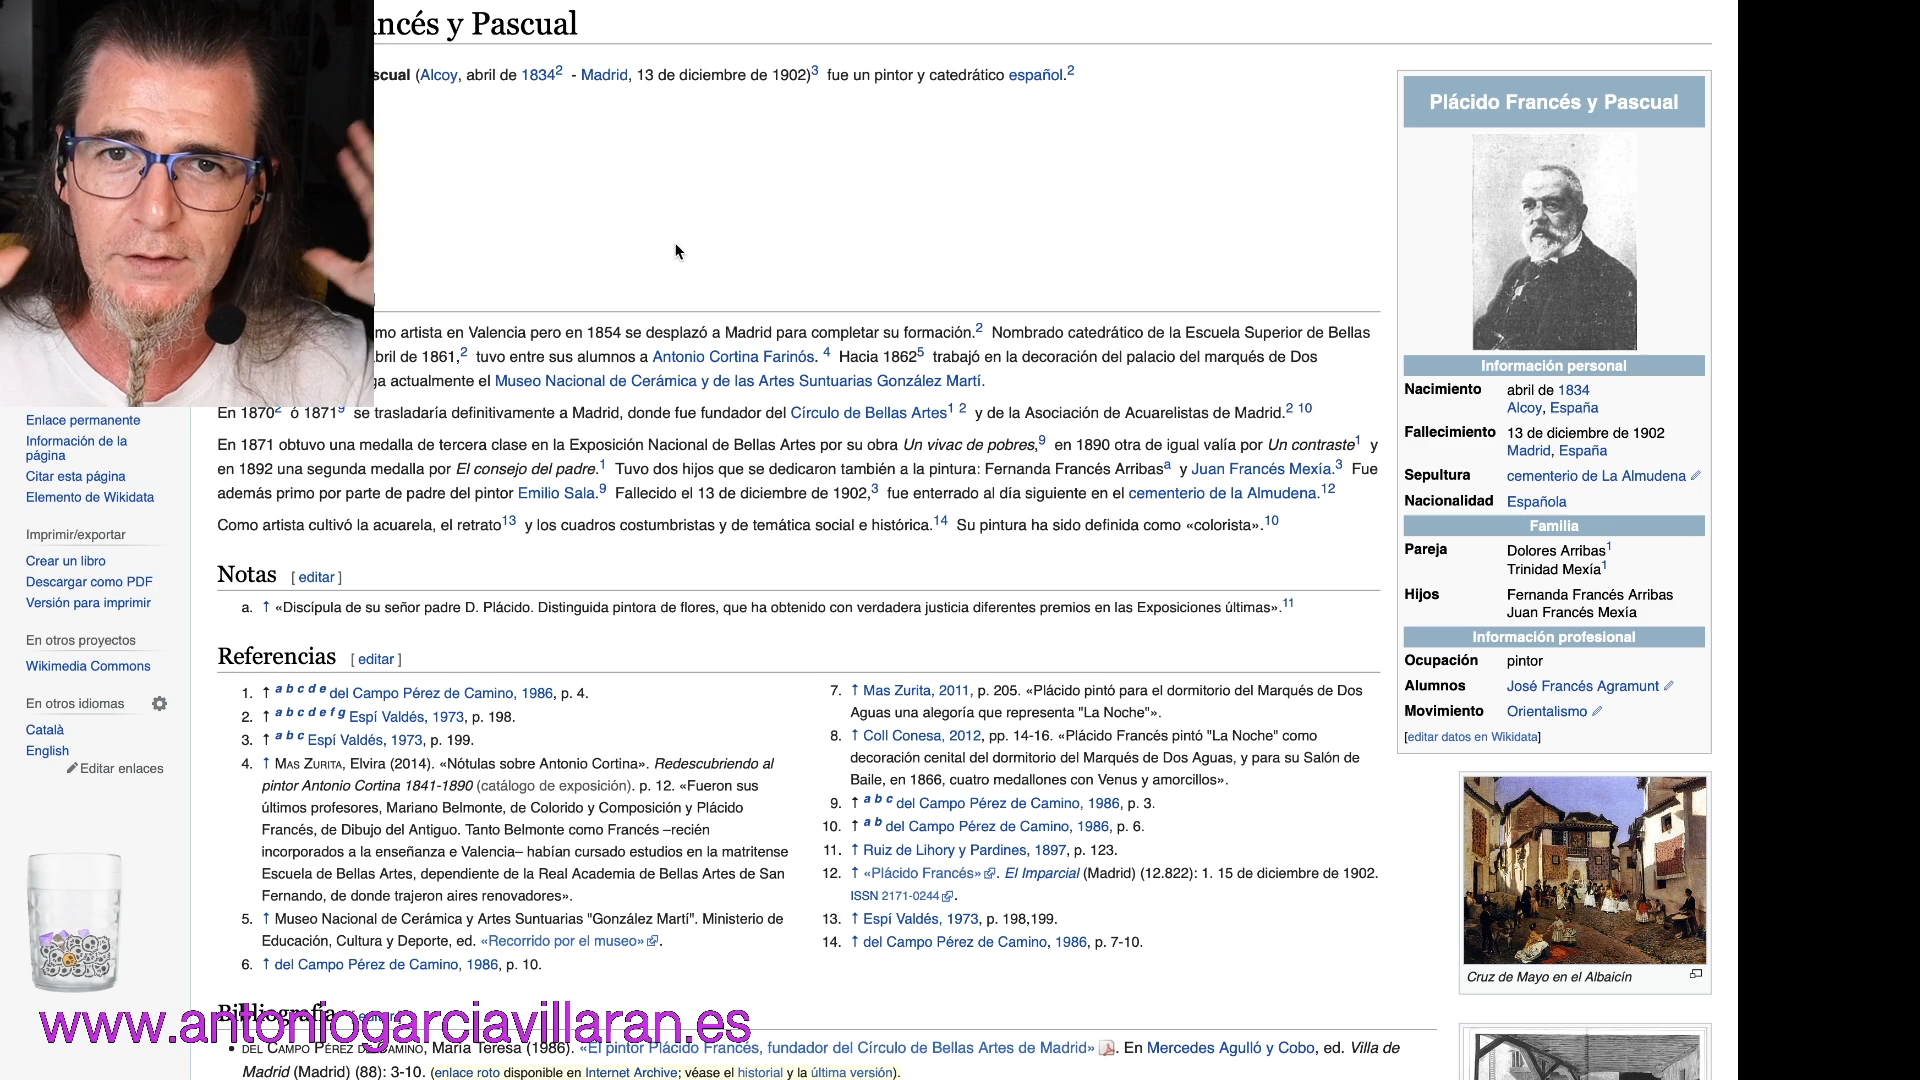 ncés y Pascual
scual (Alcoy, abril de 1834² - Madrid, 13 de diciembre de 1902)³ fue un pintor y catedrático español.²
mo artista en Valencia pero en 1854 se desplazó a Madrid para completar su formación.² Nombrado catedrático de la Escuela Superior de Bellas
bril de 1861,² tuvo entre sus alumnos a Antonio Cortina Farinós. ⁴ Hacia 1862⁵ trabajó en la decoración del palacio del marqués de Dos
ga actualmente el Museo Nacional de Cerámica y de las Artes Suntuarias González Martí.
En 1870² ó 1871⁹ se trasladaría definitivamente a Madrid, donde fue fundador del Círculo de Bellas Artes¹ ² y de la Asociación de Acuarelistas de Madrid.² ¹⁰
En 1871 obtuvo una medalla de tercera clase en la Exposición Nacional de Bellas Artes por su obra Un vivac de pobres,⁹ en 1890 otra de igual valía por Un contraste¹ y
en 1892 una segunda medalla por El consejo del padre.¹ Tuvo dos hijos que se dedicaron también a la pintura: Fernanda Francés Arribasᵃ y Juan Francés Mexía.³ Fue
además primo por parte de padre del pintor Emilio Sala.⁹ Fallecido el 13 de diciembre de 1902,³ fue enterrado al día siguiente en el cementerio de la Almudena.¹²
Como artista cultivó la acuarela, el retrato¹³ y los cuadros costumbristas y de temática social e histórica.¹⁴ Su pintura ha sido definida como «colorista».¹⁰
Notas [ editar ]
a. ↑ «Discípula de su señor padre D. Plácido. Distinguida pintora de flores, que ha obtenido con verdadera justicia diferentes premios en las Exposiciones últimas».¹¹
Referencias [ editar ]
1. ↑ a b c d e del Campo Pérez de Camino, 1986, p. 4.
2. ↑ a b c d e f g Espí Valdés, 1973, p. 198.
3. ↑ a b c Espí Valdés, 1973, p. 199.
4. ↑ Mas Zurita, Elvira (2014). «Nótulas sobre Antonio Cortina». Redescubriendo al
pintor Antonio Cortina 1841-1890 (catálogo de exposición). p. 12. «Fueron sus
últimos profesores, Mariano Belmonte, de Colorido y Composición y Plácido
Francés, de Dibujo del Antiguo. Tanto Belmonte como Francés –recién
incorporados a la enseñanza e Valencia– habían cursado estudios en la matritense
Escuela de Bellas Artes, dependiente de la Real Academia de Bellas Artes de San
Fernando, de donde trajeron aires renovadores».
5. ↑ Museo Nacional de Cerámica y Artes Suntuarias "González Martí". Ministerio de
Educación, Cultura y Deporte, ed. «Recorrido por el museo».
6. ↑ del Campo Pérez de Camino, 1986, p. 10.
7. ↑ Mas Zurita, 2011, p. 205. «Plácido pintó para el dormitorio del Marqués de Dos
Aguas una alegoría que representa "La Noche"».
8. ↑ Coll Conesa, 2012, pp. 14-16. «Plácido Francés pintó "La Noche" como
decoración cenital del dormitorio del Marqués de Dos Aguas, y para su Salón de
Baile, en 1866, cuatro medallones con Venus y amorcillos».
9. ↑ a b c del Campo Pérez de Camino, 1986, p. 3.
10. ↑ a b del Campo Pérez de Camino, 1986, p. 6.
11. ↑ Ruiz de Lihory y Pardines, 1897, p. 123.
12. ↑ «Plácido Francés». El Imparcial (Madrid) (12.822): 1. 15 de diciembre de 1902.
ISSN 2171-0244.
13. ↑ Espí Valdés, 1973, p. 198,199.
14. ↑ del Campo Pérez de Camino, 1986, p. 7-10.
Bibliografía
www.antoniogarciavillaran.es
• del Campo Pérez de Camino, María Teresa (1986). «El pintor Plácido Francés, fundador del Círculo de Bellas Artes de Madrid». En Mercedes Agulló y Cobo, ed. Villa de
Madrid (Madrid) (88): 3-10. (enlace roto disponible en Internet Archive; véase el historial y la última versión).
Enlace permanente
Información de la
página
Citar esta página
Elemento de Wikidata
Imprimir/exportar
Crear un libro
Descargar como PDF
Versión para imprimir
En otros proyectos
Wikimedia Commons
En otros idiomas
Català
English
Editar enlaces
Plácido Francés y Pascual
Información personal
Nacimiento abril de 1834
Alcoy, España
Fallecimiento 13 de diciembre de 1902
Madrid, España
Sepultura cementerio de La Almudena
Nacionalidad Española
Familia
Pareja Dolores Arribas¹
Trinidad Mexía¹
Hijos Fernanda Francés Arribas
Juan Francés Mexía
Información profesional
Ocupación pintor
Alumnos José Francés Agramunt
Movimiento Orientalismo
[editar datos en Wikidata]
Cruz de Mayo en el Albaicín